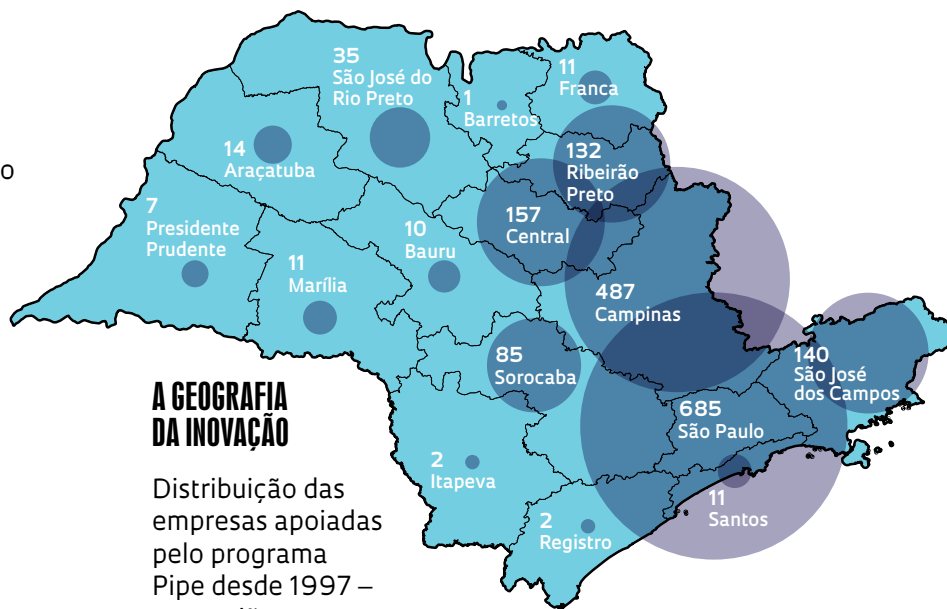 35
São José do
Rio Preto
1
Barretos
11
Franca
14
Araçatuba
132
Ribeirão
Preto
o
7
Presidente
Prudente
11
Marília
10
Bauru
157
Central
487
Campinas
85
Sorocaba
140
São José
dos Campos
685
São Paulo
2
Itapeva
2
Registro
11
Santos
A GEOGRAFIA
DA INOVAÇÃO
Distribuição das
empresas apoiadas
pelo programa
Pipe desde 1997 –